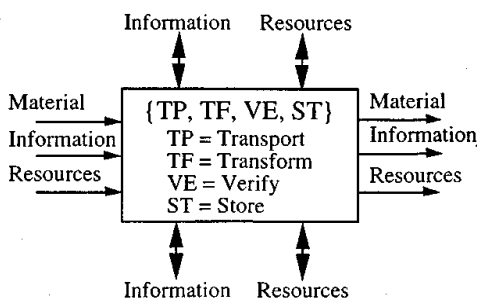 Information Resources
Material {TP, TF, VE, ST} Material
TP = Transport
Information TF = Transform Information
Resources VE = Verify Resources
ST = Store
Information Resources